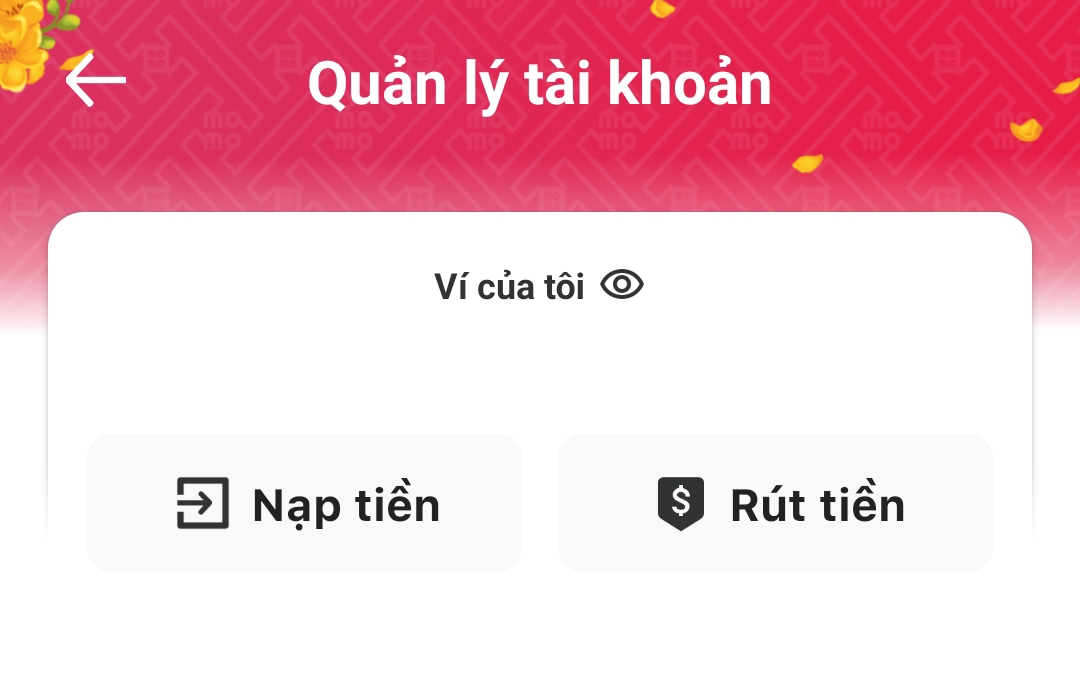 Quản lý tài khoản
Ví của tôi
Nạp tiền
Rút tiền